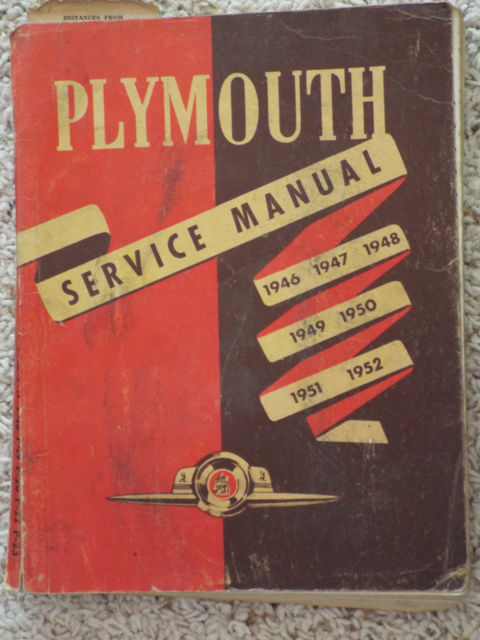 DISTANCES FROM
PLYMOUTH
SERVICE MANUAL
1946 1947 1948
1949 1950
1951 1952